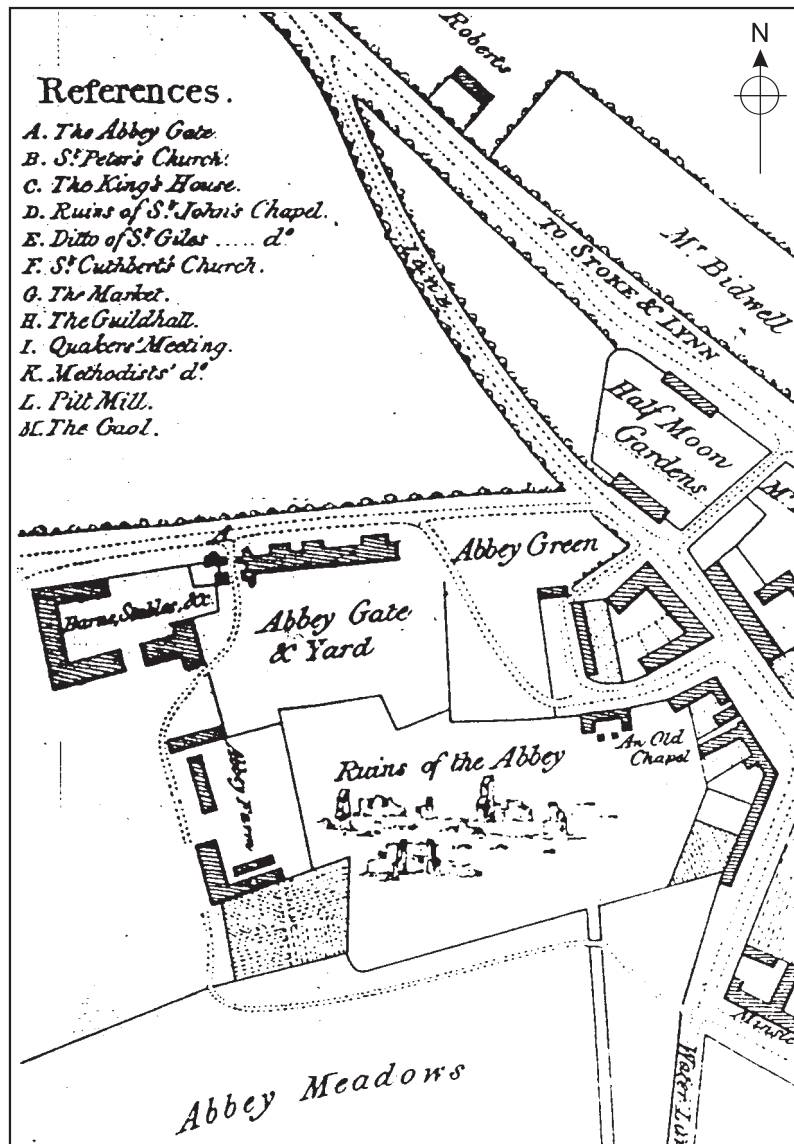 N
Roberts
References.
A. The Abbey Gate.
B. Sᵗ Peter's Church.
C. The King's House.
D. Ruins of Sᵗ John's Chapel.
E. Ditto of Sᵗ Giles ..... dᵒ
F. Sᵗ Cuthbert's Church.
G. The Market.
H. The Guildhall.
I. Quakers' Meeting.
K. Methodists' dᵒ
L. Pitt Mill.
M. The Gaol.
LANE
TO STOKE & LYNN
Mʳ Bidwell
Half Moon
Gardens
A
Abbey Green
Barns, Stables, &c
Abbey Gate
& Yard
Abbey Farm
Ruins of the Abbey
An Old
Chapel
Abbey Meadows
Water